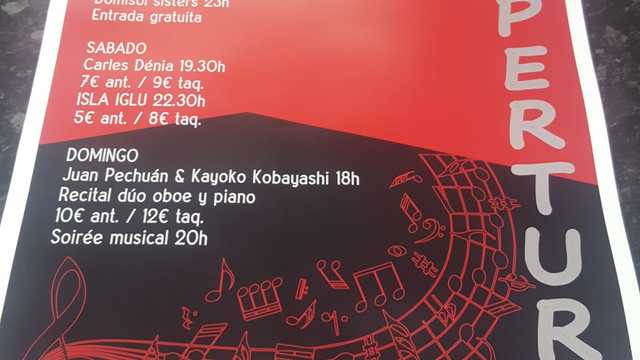 Domisol sisters 23h
Entrada gratuita
SABADO
Carles Dénia 19.30h
7€ ant. / 9€ taq.
ISLA IGLU 22.30h
5€ ant. / 8€ taq.
DOMINGO
Juan Pechuán & Kayoko Kobayashi 18h
Recital dúo oboe y piano
10€ ant. / 12€ taq.
Soirée musical 20h
PERTUR